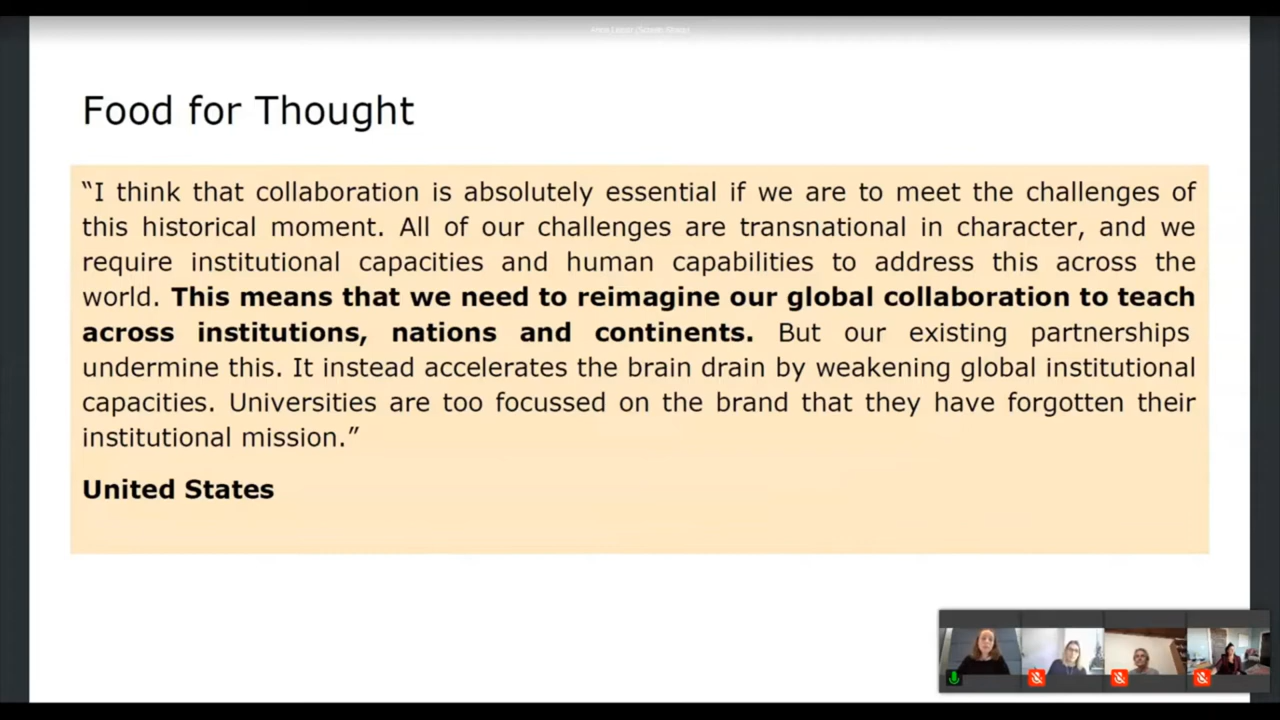 Food for Thought
“I think that collaboration is absolutely essential if we are to meet the challenges of
this historical moment. All of our challenges are transnational in character, and we
require institutional capacities and human capabilities to address this across the
world. This means that we need to reimagine our global collaboration to teach
across institutions, nations and continents. But our existing partnerships
undermine this. It instead accelerates the brain drain by weakening global institutional
capacities. Universities are too focussed on the brand that they have forgotten their
institutional mission.”
United States